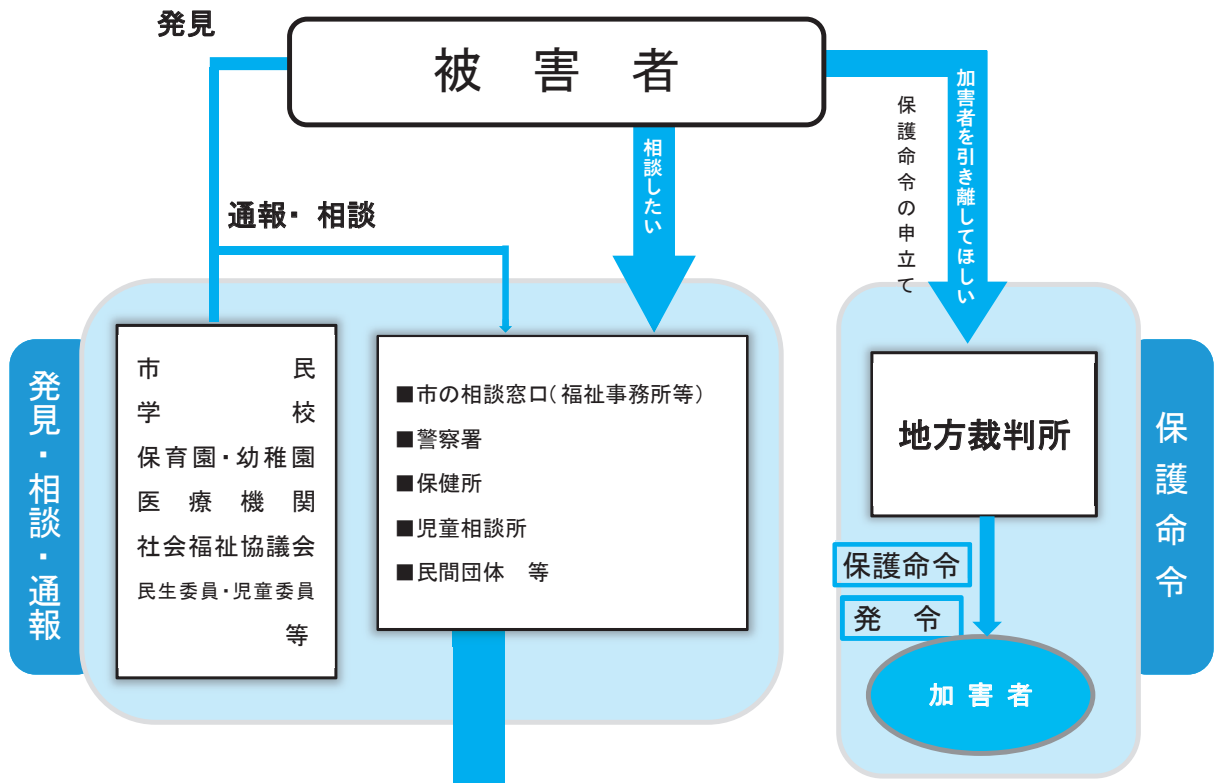 発見
被害者
加害者を引き離してほしい
保護命令の申立て
相談したい
通報・相談
発見・相談・通報
市民
学校
保育園・幼稚園
医療機関
社会福祉協議会
民生委員・児童委員
等
■市の相談窓口(福祉事務所等)
■警察署
■保健所
■児童相談所
■民間団体　等
地方裁判所
保護命令
発　令
加害者
保護命令